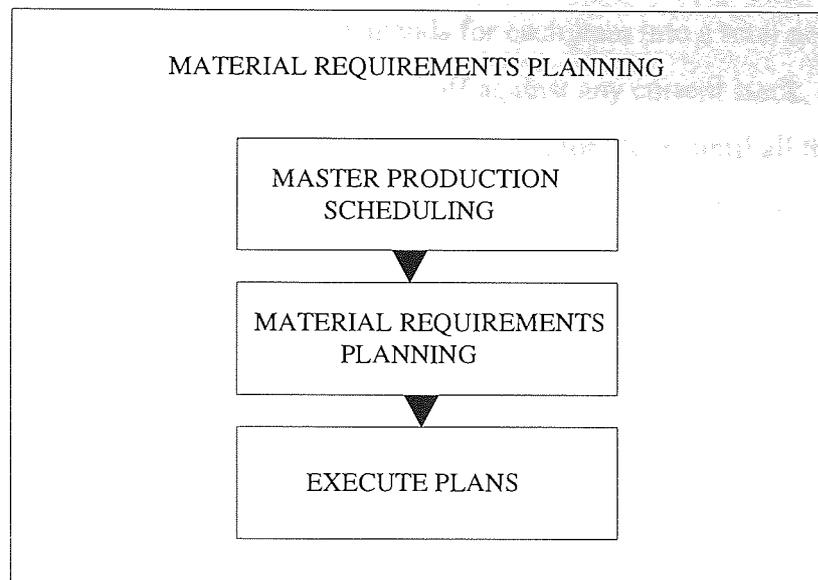 MATERIAL REQUIREMENTS PLANNING
MASTER PRODUCTION
SCHEDULING
MATERIAL REQUIREMENTS
PLANNING
EXECUTE PLANS